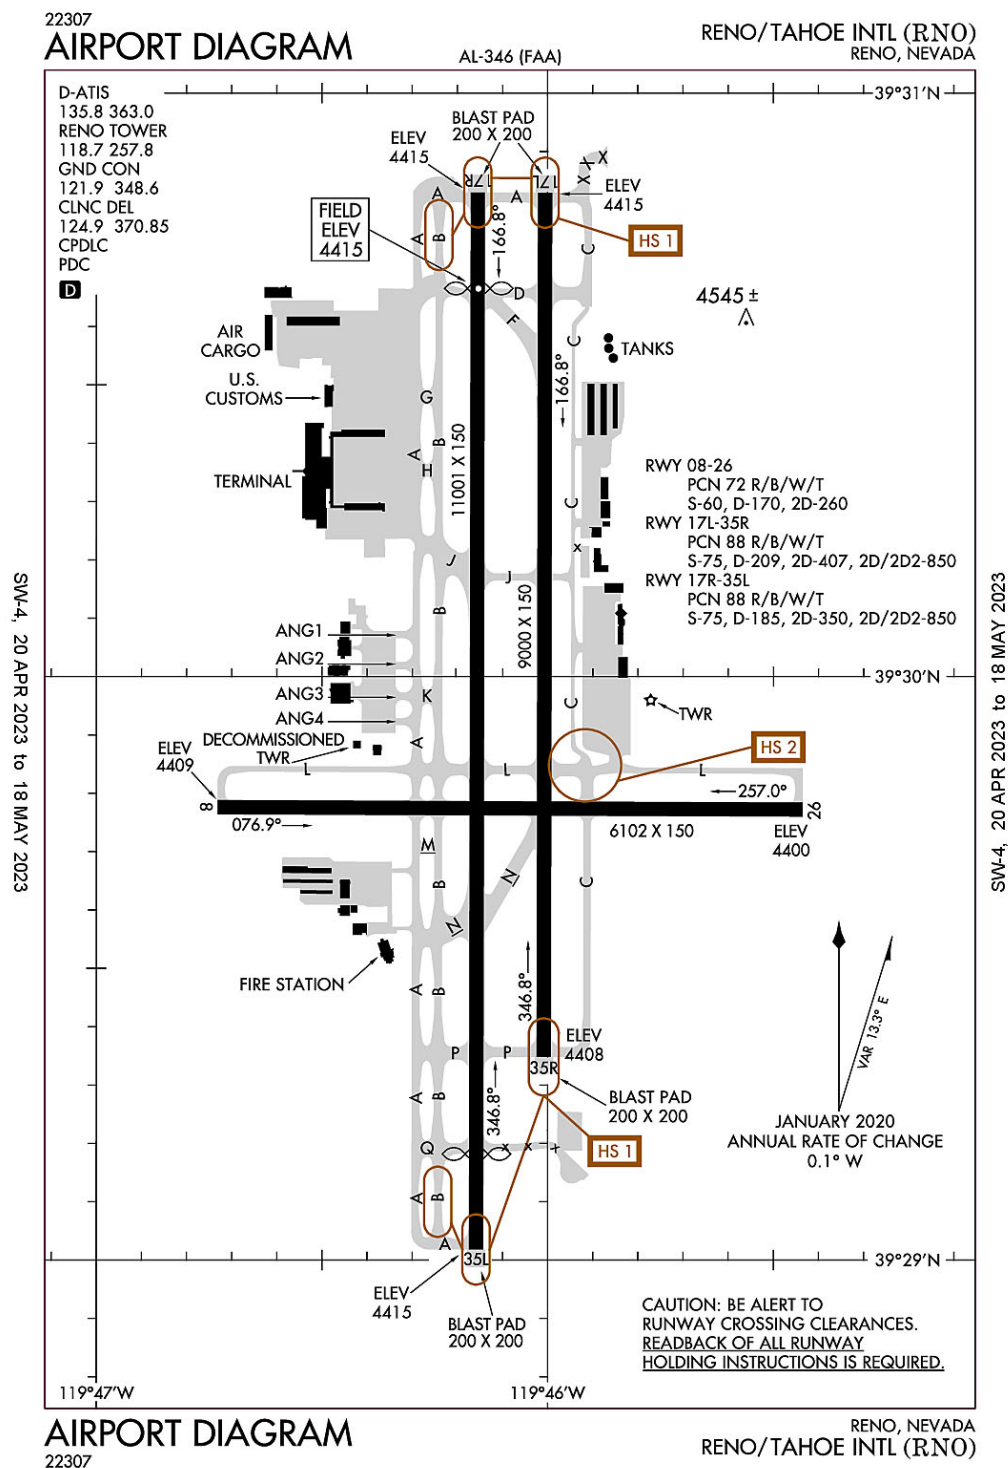 22307
AIRPORT DIAGRAM
AL-346 (FAA)
RENO/TAHOE INTL (RNO)
RENO, NEVADA
D-ATIS
135.8 363.0
RENO TOWER
118.7 257.8
GND CON
121.9 348.6
CLNC DEL
124.9 370.85
CPDLC
PDC
D
39°31'N
BLAST PAD
200 X 200
ELEV
4415
17R
17L
ELEV
4415
A
A
FIELD
ELEV
4415
A
B
166.8°
HS 1
C
D
F
4545 ±
AIR
CARGO
C
TANKS
U.S.
CUSTOMS
166.8°
G
B
A
H
11001 X 150
TERMINAL
C
X
RWY 08-26
PCN 72 R/B/W/T
S-60, D-170, 2D-260
RWY 17L-35R
PCN 88 R/B/W/T
S-75, D-209, 2D-407, 2D/2D2-850
RWY 17R-35L
PCN 88 R/B/W/T
S-75, D-185, 2D-350, 2D/2D2-850
J
J
B
9000 X 150
ANG1
ANG2
ANG3
ANG4
K
C
A
39°30'N
TWR
DECOMMISSIONED
TWR
HS 2
ELEV
4409
L
L
L
8
076.9°
257.0°
26
6102 X 150
ELEV
4400
M
B
N
N
C
FIRE STATION
A
B
346.8°
VAR 13.3° E
P
P
ELEV
4408
35R
A
B
346.8°
BLAST PAD
200 X 200
JANUARY 2020
ANNUAL RATE OF CHANGE
0.1° W
Q
X
X
X
HS 1
A
B
A
35L
39°29'N
ELEV
4415
BLAST PAD
200 X 200
CAUTION: BE ALERT TO
RUNWAY CROSSING CLEARANCES.
READBACK OF ALL RUNWAY
HOLDING INSTRUCTIONS IS REQUIRED.
119°47'W
119°46'W
SW-4, 20 APR 2023 to 18 MAY 2023
SW-4, 20 APR 2023 to 18 MAY 2023
AIRPORT DIAGRAM
22307
RENO, NEVADA
RENO/TAHOE INTL (RNO)